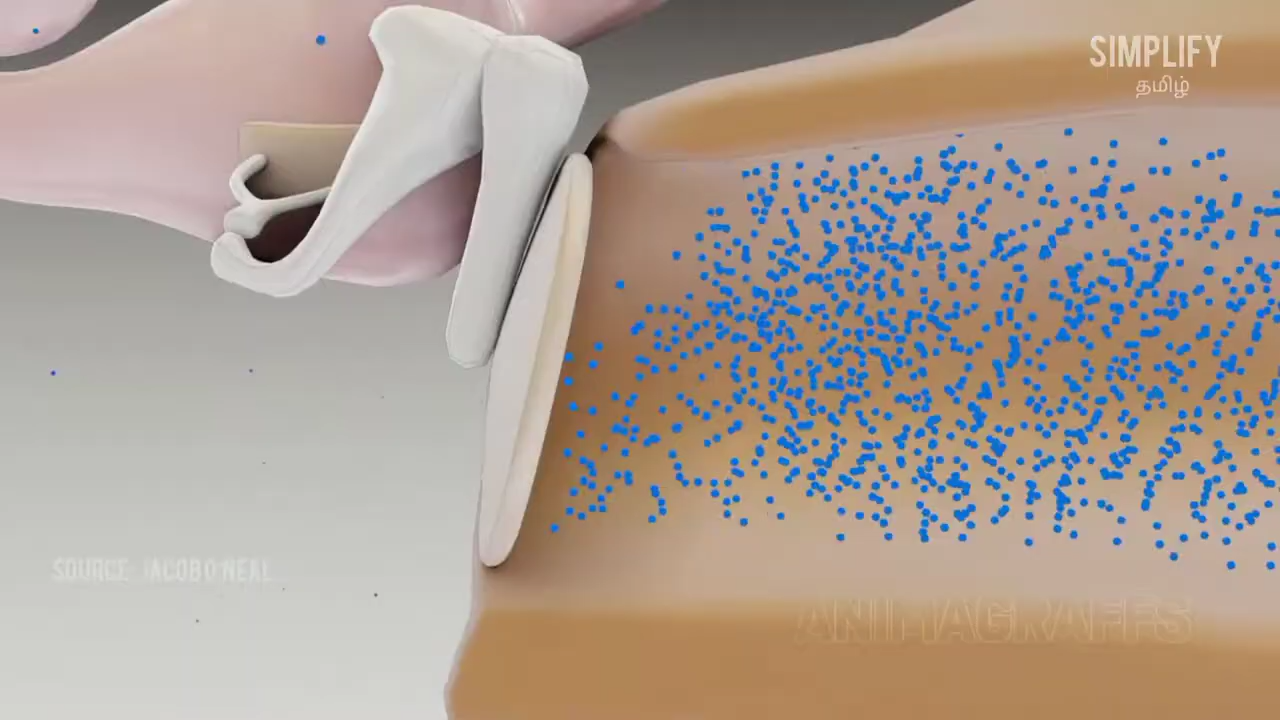 SIMPLIFY
தமிழ்
SOURCE: JACOBO NEAL
ANIMAGRAFFS